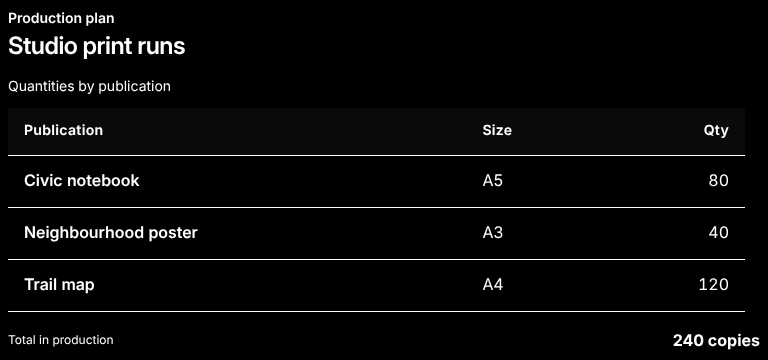 Production plan
Studio print runs
Quantities by publication
Publication Size Qty
Civic notebook A5 80
Neighbourhood poster A3 40
Trail map A4 120
Total in production 240 copies